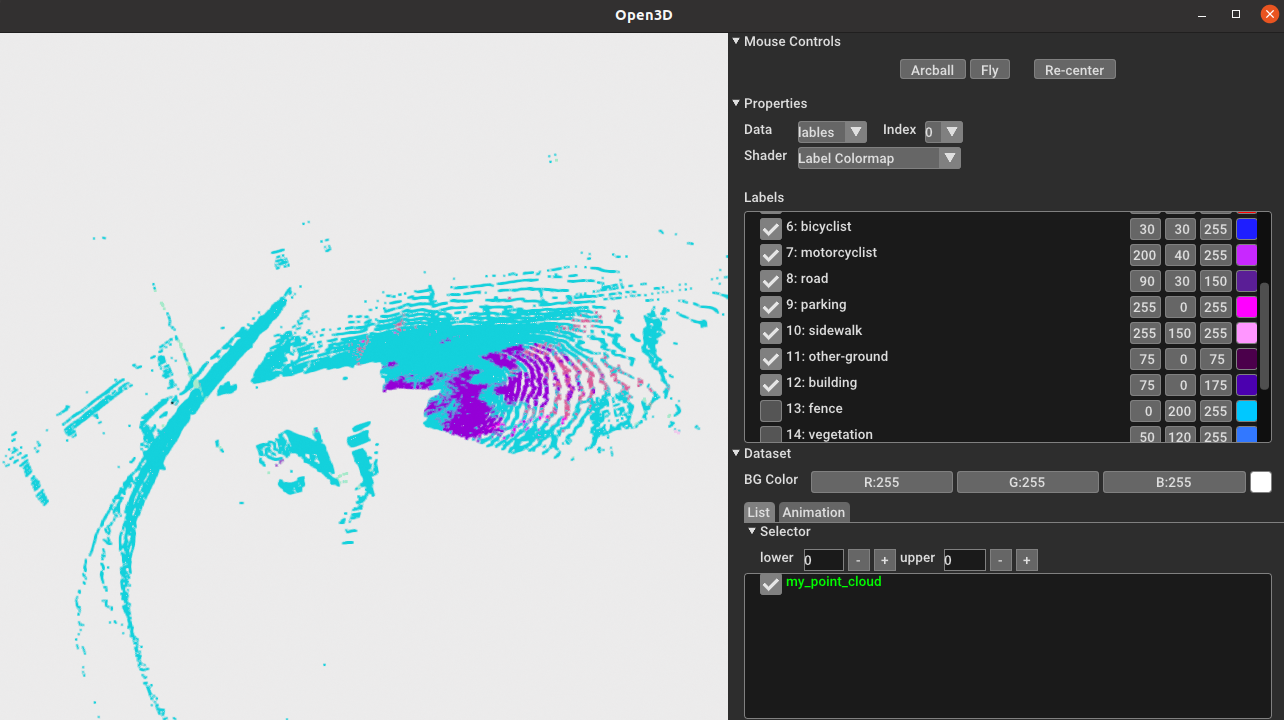 Open3D
Mouse Controls
Arcball Fly Re-center
Properties
Data lables Index 0
Shader Label Colormap
Labels
6: bicyclist 30 30 255
7: motorcyclist 200 40 255
8: road 90 30 150
9: parking 255 0 255
10: sidewalk 255 150 255
11: other-ground 75 0 75
12: building 75 0 175
13: fence 0 200 255
14: vegetation 50 120 255
Dataset
BG Color R:255 G:255 B:255
List Animation
Selector
lower 0 - + upper 0 - +
my_point_cloud